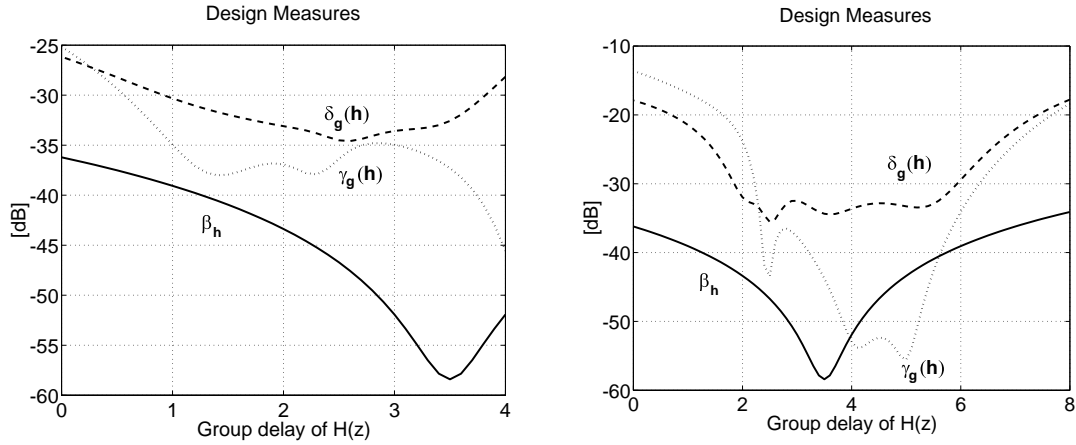 Design Measures
-25
-30
-35
-40
-45
-50
-55
-60
[dB]
0
1
2
3
4
Group delay of H(z)
δg(h)
γg(h)
βh
Design Measures
-10
-20
-30
-40
-50
-60
[dB]
0
2
4
6
8
Group delay of H(z)
δg(h)
βh
γg(h)